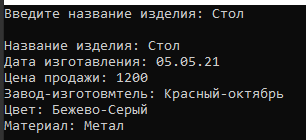 Введите название изделия: Стол
Название изделия: Стол
Дата изготавления: 05.05.21
Цена продажи: 1200
Завод-изготовмтель: Красный-октябрь
Цвет: Бежево-Серый
Материал: Метал